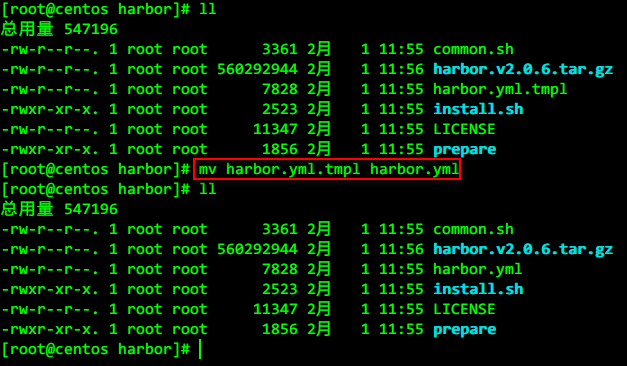 [root@centos harbor]# ll
总用量 547196
-rw-r--r--. 1 root root      3361 2月   1 11:55 common.sh
-rw-r--r--. 1 root root 560292944 2月   1 11:56 harbor.v2.0.6.tar.gz
-rw-r--r--. 1 root root      7828 2月   1 11:55 harbor.yml.tmpl
-rwxr-xr-x. 1 root root      2523 2月   1 11:55 install.sh
-rw-r--r--. 1 root root     11347 2月   1 11:55 LICENSE
-rwxr-xr-x. 1 root root      1856 2月   1 11:55 prepare
[root@centos harbor]# mv harbor.yml.tmpl harbor.yml
[root@centos harbor]# ll
总用量 547196
-rw-r--r--. 1 root root      3361 2月   1 11:55 common.sh
-rw-r--r--. 1 root root 560292944 2月   1 11:56 harbor.v2.0.6.tar.gz
-rw-r--r--. 1 root root      7828 2月   1 11:55 harbor.yml
-rwxr-xr-x. 1 root root      2523 2月   1 11:55 install.sh
-rw-r--r--. 1 root root     11347 2月   1 11:55 LICENSE
-rwxr-xr-x. 1 root root      1856 2月   1 11:55 prepare
[root@centos harbor]#